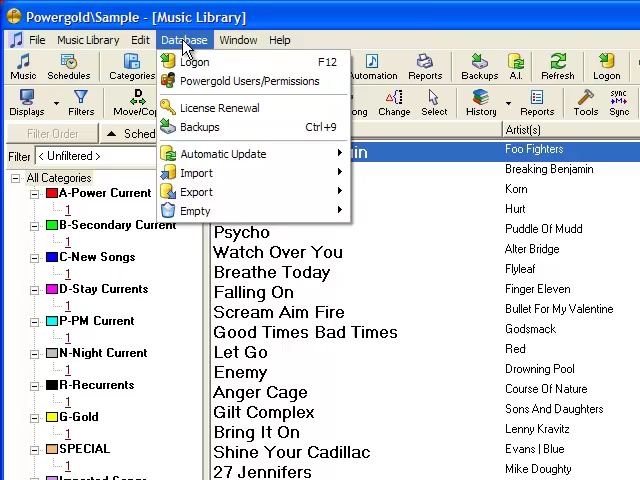 Powergold\Sample - [Music Library]
File Music Library Edit Database Window Help
Music Schedules Categories utomation Reports Backups A.I. Refresh Logon
Logon F12
Powergold Users/Permissions
License Renewal
Backups Ctrl+9
Automatic Update
Import
Export
Empty
Displays Filters Move/Co Change Select History Reports Tools Sync
Filter Order Sched ong Artist(s)
Filter < Unfiltered >
All Categories
A-Power Current
1
B-Secondary Current
1
C-New Songs
1
D-Stay Currents
1
P-PM Current
1
N-Night Current
1
R-Recurrents
1
G-Gold
1
SPECIAL
1
in Foo Fighters
Breaking Benjamin
Korn
Hurt
Psycho Puddle Of Mudd
Watch Over You Alter Bridge
Breathe Today Flyleaf
Falling On Finger Eleven
Scream Aim Fire Bullet For My Valentine
Good Times Bad Times Godsmack
Let Go Red
Enemy Drowning Pool
Anger Cage Course Of Nature
Gilt Complex Sons And Daughters
Bring It On Lenny Kravitz
Shine Your Cadillac Evans | Blue
27 Jennifers Mike Doughty